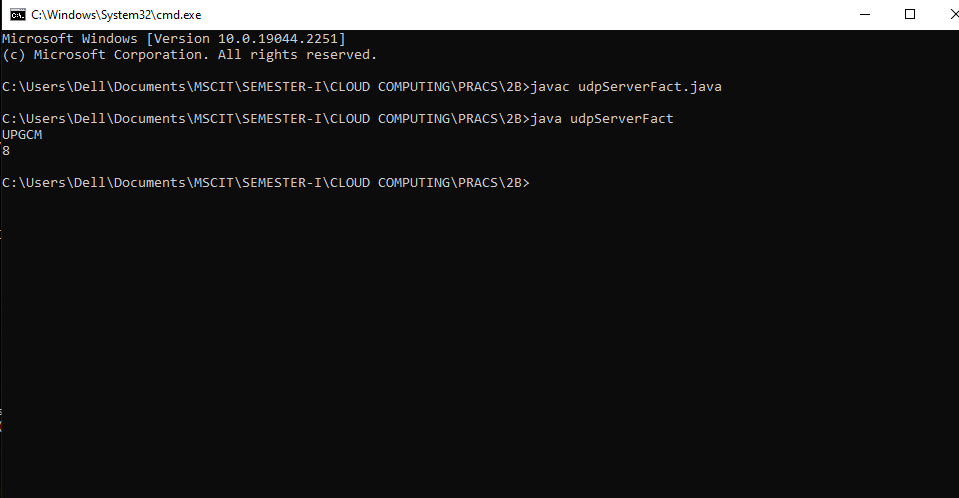 C:\Windows\System32\cmd.exe
Microsoft Windows [Version 10.0.19044.2251]
(c) Microsoft Corporation. All rights reserved.
C:\Users\Dell\Documents\MSCIT\SEMESTER-I\CLOUD COMPUTING\PRACS\2B>javac udpServerFact.java
C:\Users\Dell\Documents\MSCIT\SEMESTER-I\CLOUD COMPUTING\PRACS\2B>java udpServerFact
UPGCM
8
C:\Users\Dell\Documents\MSCIT\SEMESTER-I\CLOUD COMPUTING\PRACS\2B>